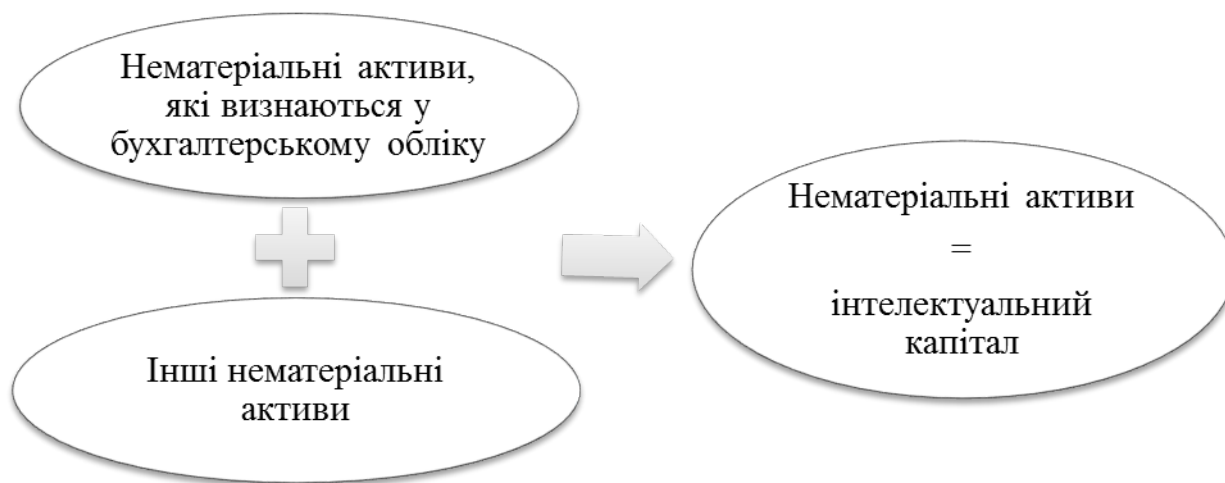 Нематеріальні активи,
які визнаються у
бухгалтерському обліку
Інші нематеріальні
активи
Нематеріальні активи
=
інтелектуальний
капітал